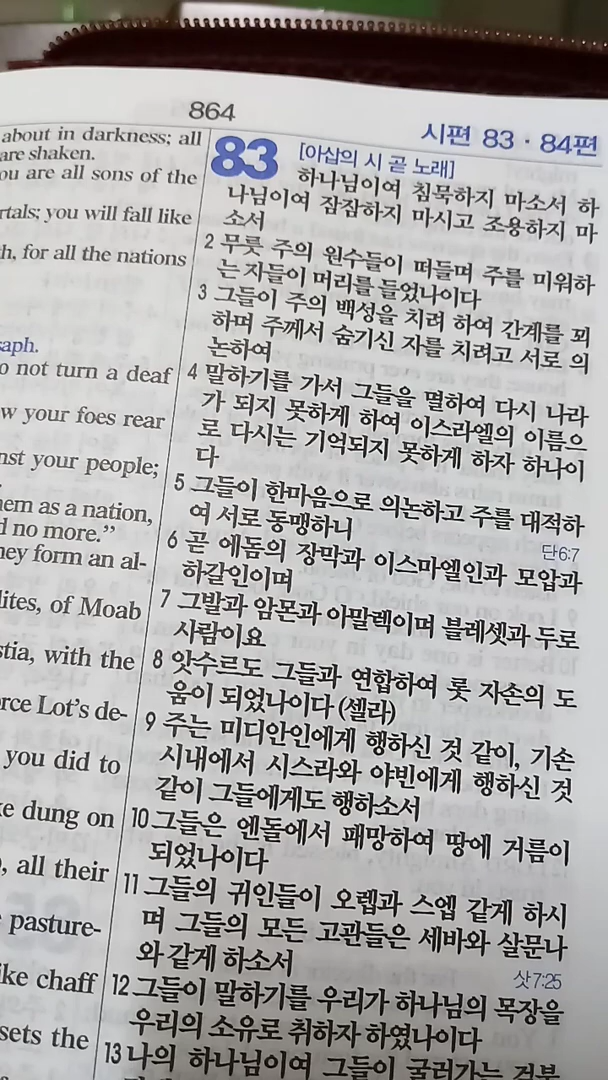 864
시편 83 · 84편
about in darkness; all
are shaken.
ou are all sons of the
rtals; you will fall like
h, for all the nations
aph.
o not turn a deaf
w your foes rear
nst your people;
em as a nation,
d no more.”
ney form an al-
lites, of Moab
stia, with the
rce Lot's de-
you did to
ke dung on
, all their
pasture-
ike chaff
sets the
83 [아삽의 시 곧 노래]
하나님이여 침묵하지 마소서 하
나님이여 잠잠하지 마시고 조용하지 마
소서
2 무릇 주의 원수들이 떠들며 주를 미워하
는 자들이 머리를 들었나이다
3 그들이 주의 백성을 치려 하여 간계를 꾀
하며 주께서 숨기신 자를 치려고 서로 의
논하여
4 말하기를 가서 그들을 멸하여 다시 나라
가 되지 못하게 하여 이스라엘의 이름으
로 다시는 기억되지 못하게 하자 하나이
다
5 그들이 한마음으로 의논하고 주를 대적하
여 서로 동맹하니
단6:7
6 곧 에돔의 장막과 이스마엘인과 모압과
하갈인이며
7 그발과 암몬과 아말렉이며 블레셋과 두로
사람이요
8 앗수르도 그들과 연합하여 롯 자손의 도
움이 되었나이다 (셀라)
9 주는 미디안인에게 행하신 것 같이, 기손
시내에서 시스라와 야빈에게 행하신 것
같이 그들에게도 행하소서
10 그들은 엔돌에서 패망하여 땅에 거름이
되었나이다
11 그들의 귀인들이 오렙과 스엡 같게 하시
며 그들의 모든 고관들은 세바와 살문나
와 같게 하소서
삿7:25
12 그들이 말하기를 우리가 하나님의 목장을
우리의 소유로 취하자 하였나이다
13 나의 하나님이여 그들이 굴러가는 검불